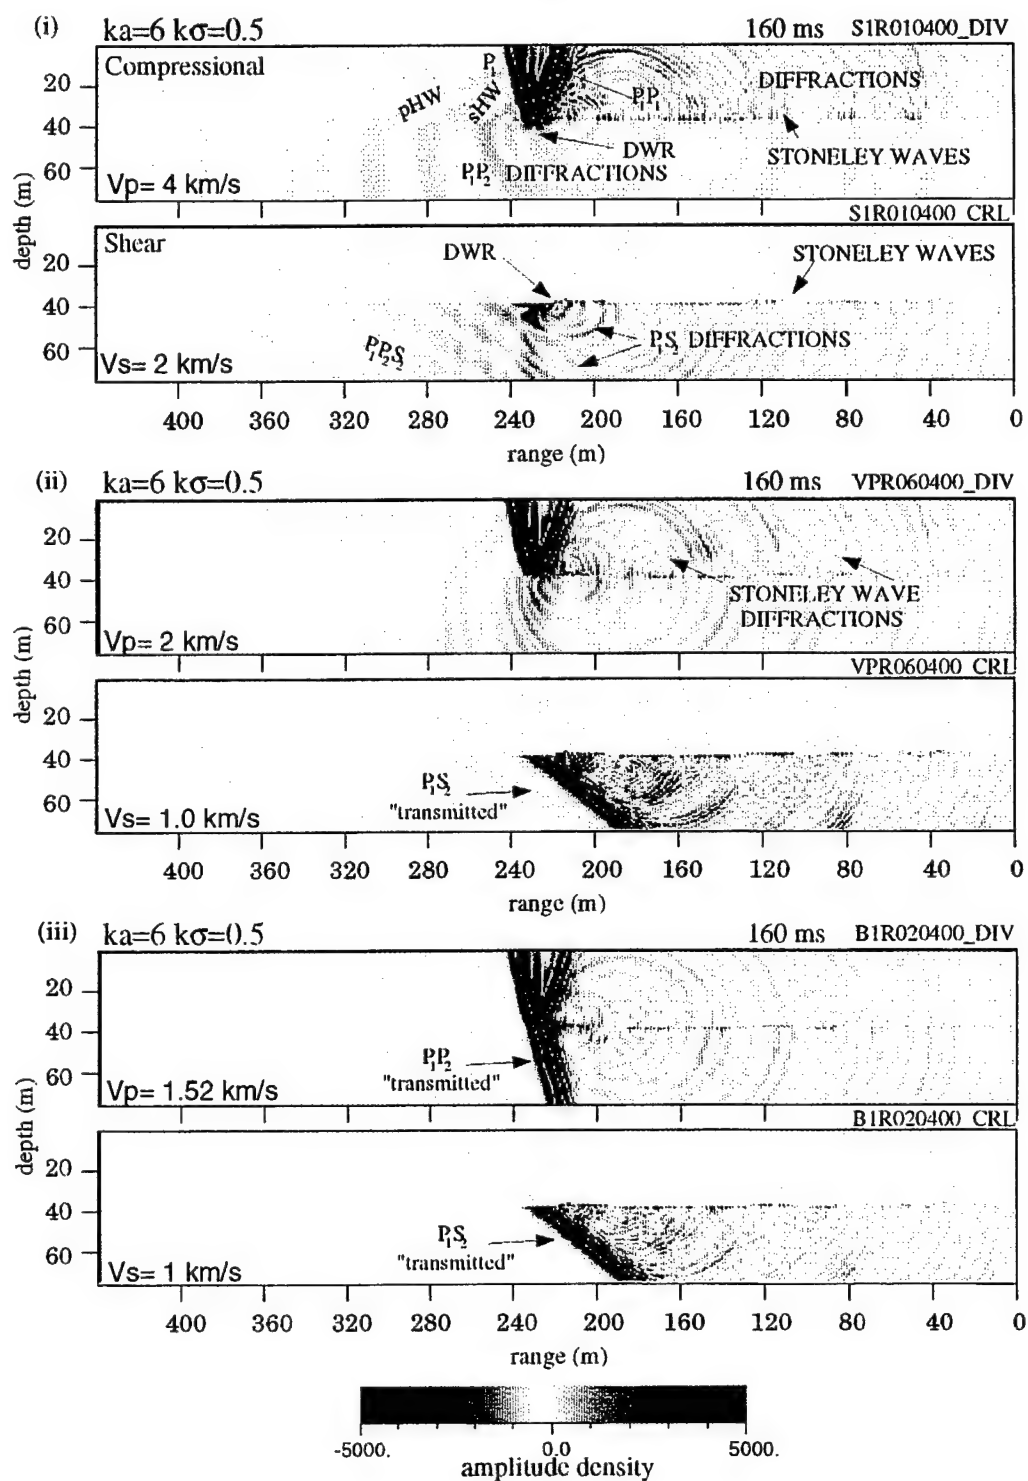 (i) ka=6 kσ=0.5 160 ms S1R010400_DIV
Compressional
P₁
pHW
sHW
P₁P₁
DIFFRACTIONS
20
40
60
DWR
STONELEY WAVES
P₁P₂ DIFFRACTIONS
Vp= 4 km/s
depth (m)
S1R010400_CRL
Shear
DWR
STONELEY WAVES
20
40
60
P₁P₂S₂
P₁S₂ DIFFRACTIONS
Vs= 2 km/s
400 360 320 280 240 200 160 120 80 40 0
range (m)
(ii) ka=6 kσ=0.5 160 ms VPR060400_DIV
20
40
60
STONELEY WAVE
DIFFRACTIONS
Vp= 2 km/s
depth (m)
VPR060400_CRL
20
40
60
P₁S₂
"transmitted"
Vs= 1.0 km/s
400 360 320 280 240 200 160 120 80 40 0
range (m)
(iii) ka=6 kσ=0.5 160 ms B1R020400_DIV
20
40
60
P₁P₂
"transmitted"
Vp= 1.52 km/s
depth (m)
B1R020400_CRL
20
40
60
P₁S₂
"transmitted"
Vs= 1 km/s
400 360 320 280 240 200 160 120 80 40 0
range (m)
-5000. 0.0 5000.
amplitude density